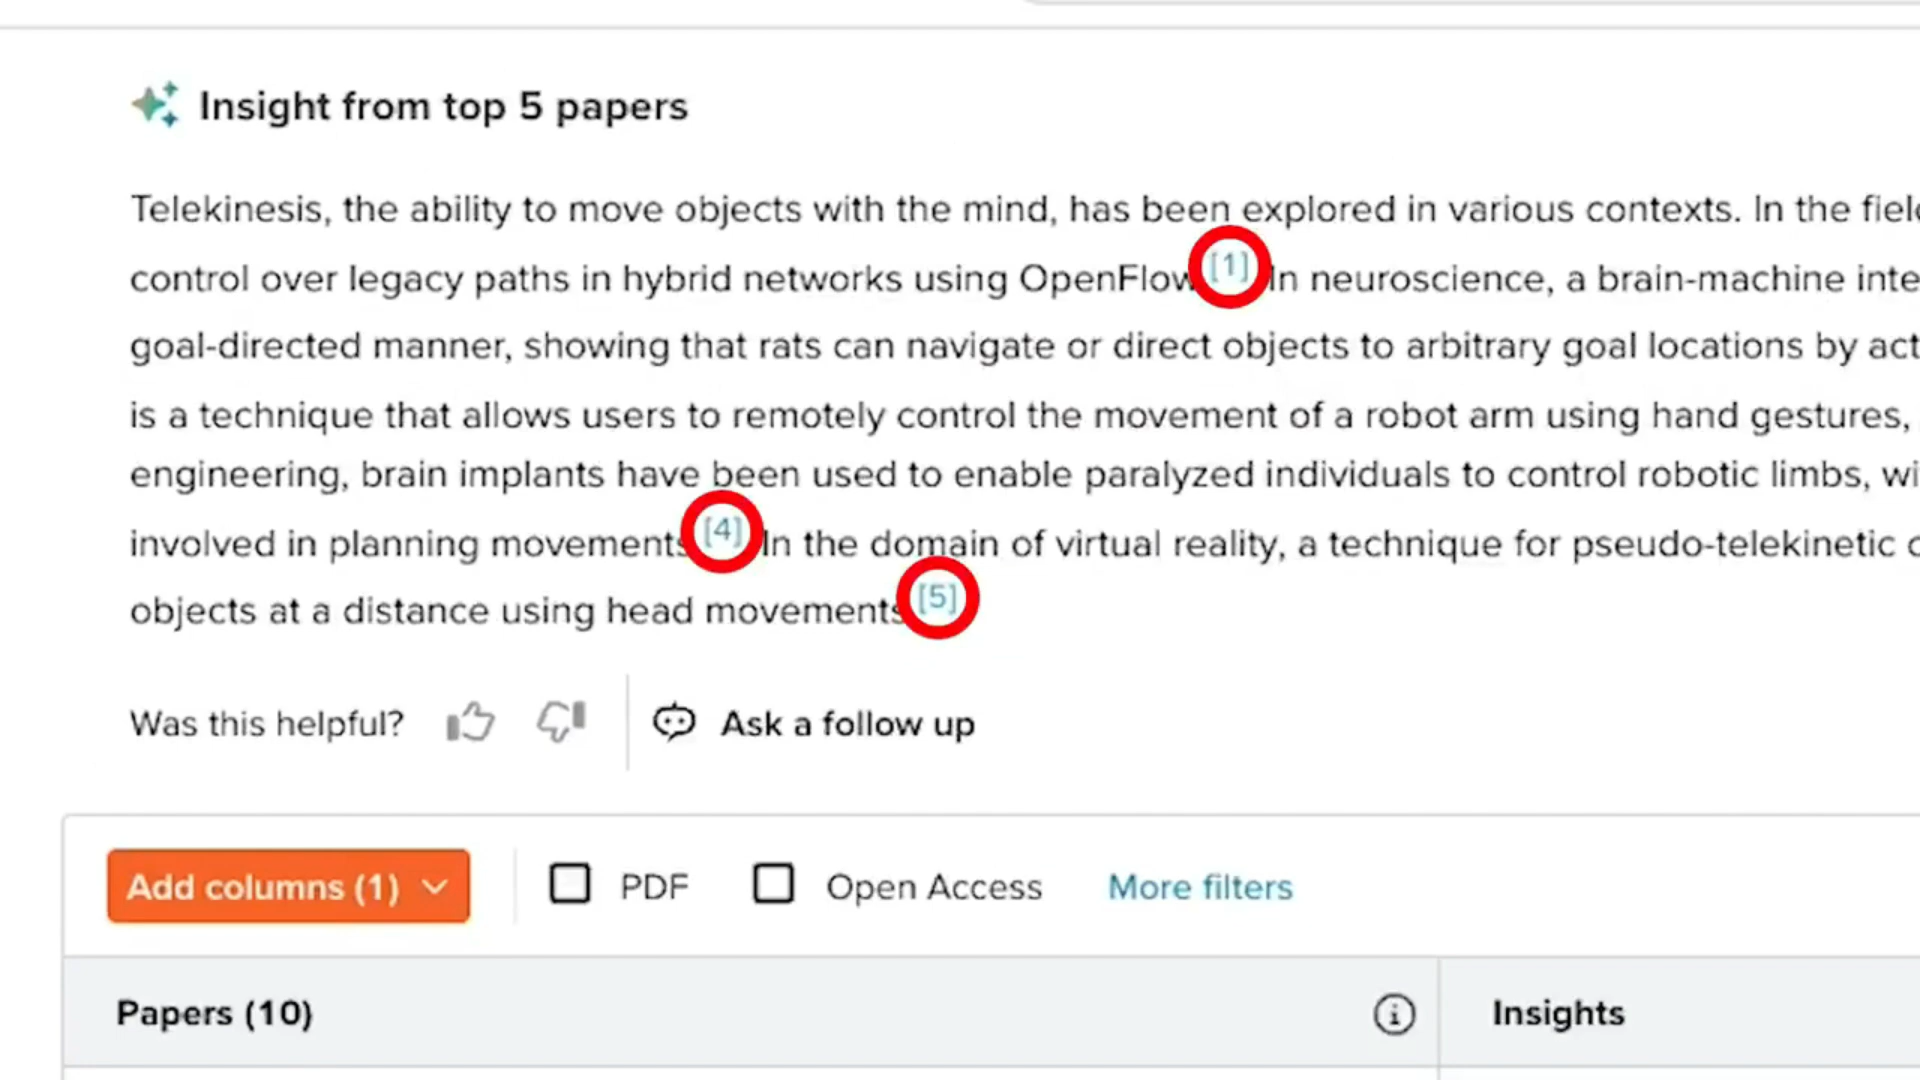 Insight from top 5 papers
Telekinesis, the ability to move objects with the mind, has been explored in various contexts. In the
control over legacy paths in hybrid networks using OpenFlow [1] In neuroscience, a brain-machine
goal-directed manner, showing that rats can navigate or direct objects to arbitrary goal locations by
is a technique that allows users to remotely control the movement of a robot arm using hand gestures,
engineering, brain implants have been used to enable paralyzed individuals to control robotic limbs,
involved in planning movements [4] In the domain of virtual reality, a technique for pseudo-telekinetic
objects at a distance using head movements [5]
Was this helpful? Ask a follow up
Add columns (1) PDF Open Access More filters
Papers (10) Insights